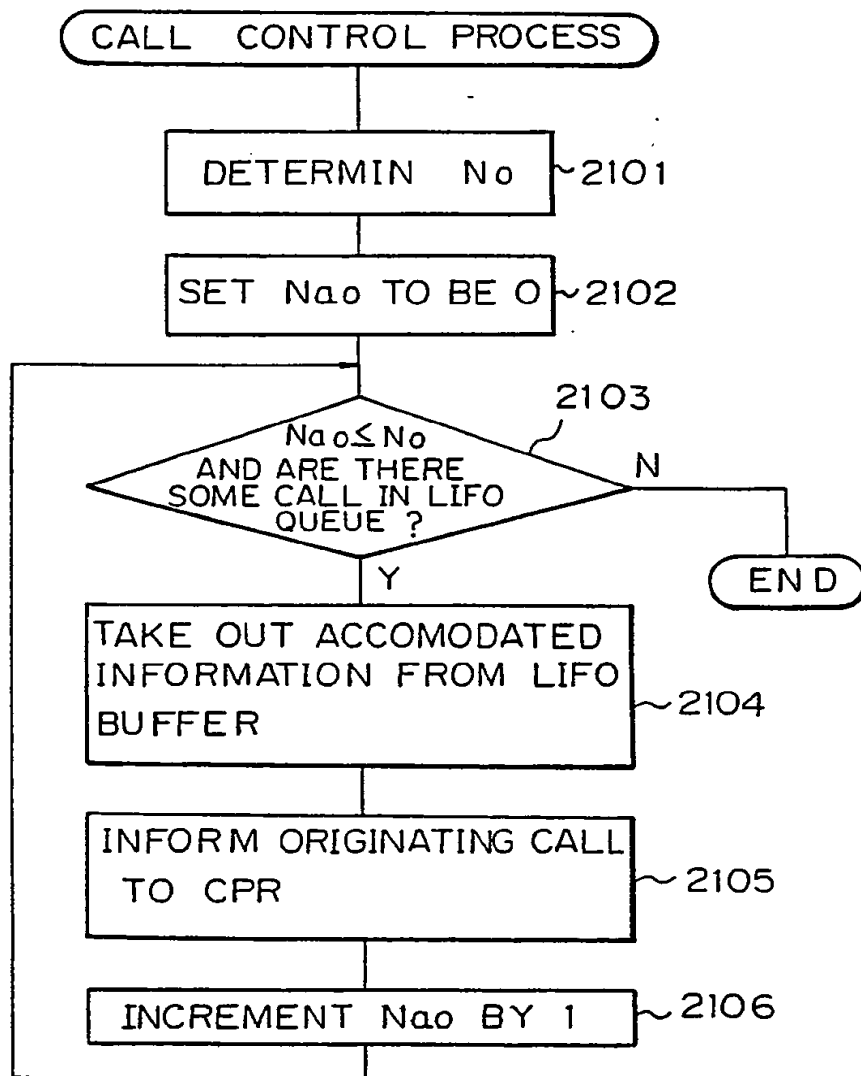 CALL CONTROL PROCESS
DETERMIN No
2101
SET Nao TO BE 0
2102
2103
Nao≤No
AND ARE THERE
SOME CALL IN LIFO
QUEUE ?
N
END
Y
TAKE OUT ACCOMODATED
INFORMATION FROM LIFO
BUFFER
2104
INFORM ORIGINATING CALL
TO CPR
2105
INCREMENT Nao BY 1
2106